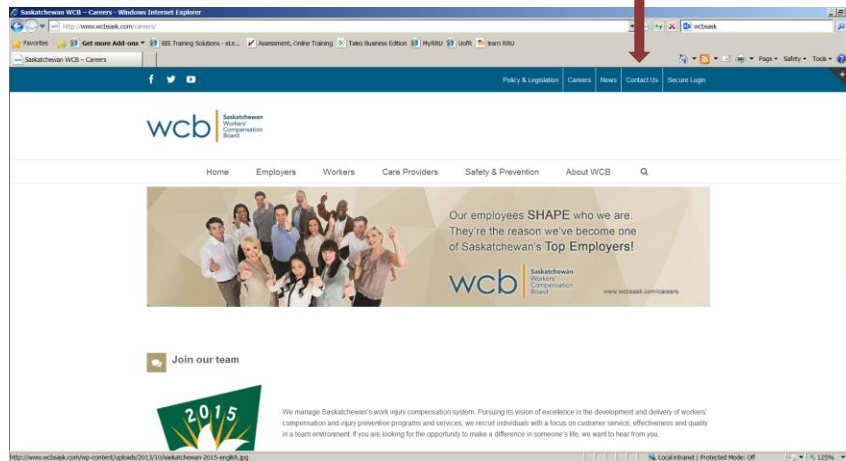 Saskatchewan WCB – Careers - Windows Internet Explorer
http://www.wcbsask.com/careers/
wcbsask
Favorites Get more Add-ons Assessment, Online Training Taleo Business Edition MyRRU UofR learn RRU
Saskatchewan WCB – Careers
Page Safety Tools
Policy & Legislation Careers News Contact Us Secure Login
wcb Saskatchewan
Workers'
Compensation
Board
Home Employers Workers Care Providers Safety & Prevention About WCB
Our employees SHAPE who we are.
They're the reason we've become one
of Saskatchewan's Top Employers!
wcb Saskatchewan
Workers'
Compensation
Board
www.wcbsask.com/careers
Join our team
2015
We manage Saskatchewan's work injury compensation system. Pursuing its vision of excellence in the development and delivery of workers'
compensation and injury prevention programs and services, we recruit individuals with a focus on customer service, effectiveness and quality
in a team environment. If you are looking for the opportunity to make a difference in someone's life, we want to hear from you.
http://www.wcbsask.com/wp-content/uploads/2013/10/saskatchewan-2015-english.jpg
Local intranet | Protected Mode: Off
125%